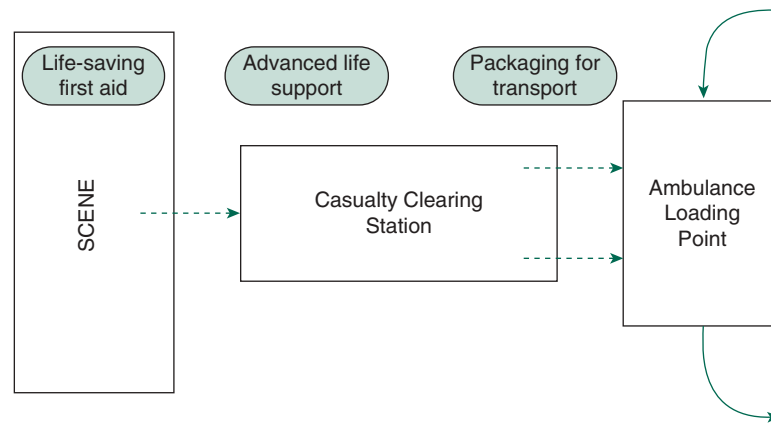 Life-saving
first aid
Advanced life
support
Packaging for
transport
SCENE
Casualty Clearing
Station
Ambulance
Loading
Point